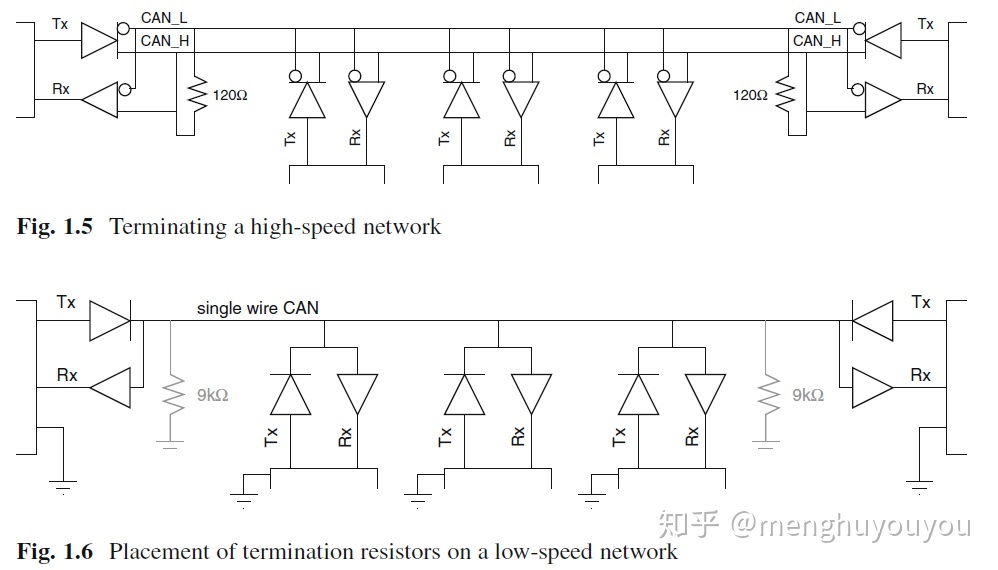 Tx CAN_L CAN_L Tx
CAN_H CAN_H
Rx 120Ω 120Ω Rx
Tx Rx Tx Rx Tx Rx
Fig. 1.5 Terminating a high-speed network
Tx single wire CAN Tx
Rx 9kΩ 9kΩ Rx
Tx Rx Tx Rx Tx Rx
知乎 @menghuyouyou
Fig. 1.6 Placement of termination resistors on a low-speed network